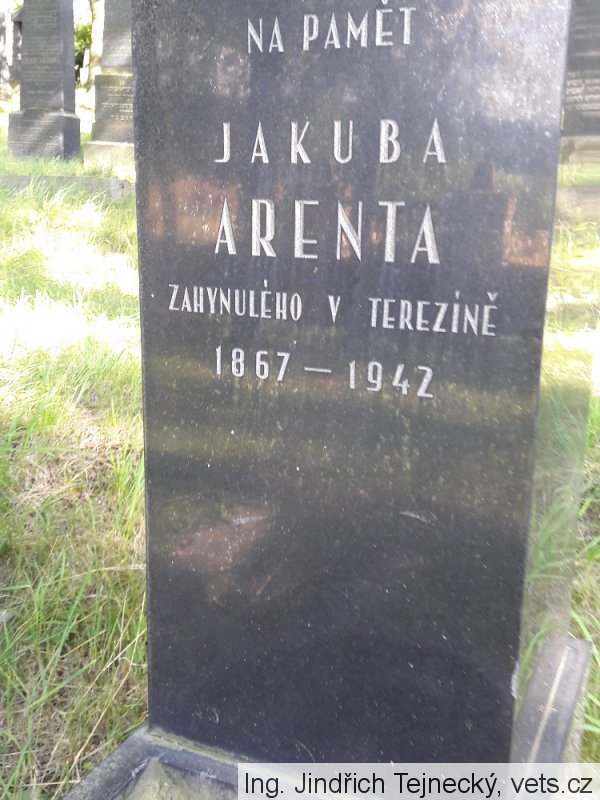 NA PAMĚT
JAKUBA
ARENTA
ZAHYNULÉHO V TEREZÍNĚ
1867 – 1942
Ing. Jindřich Tejnecký, vets.cz